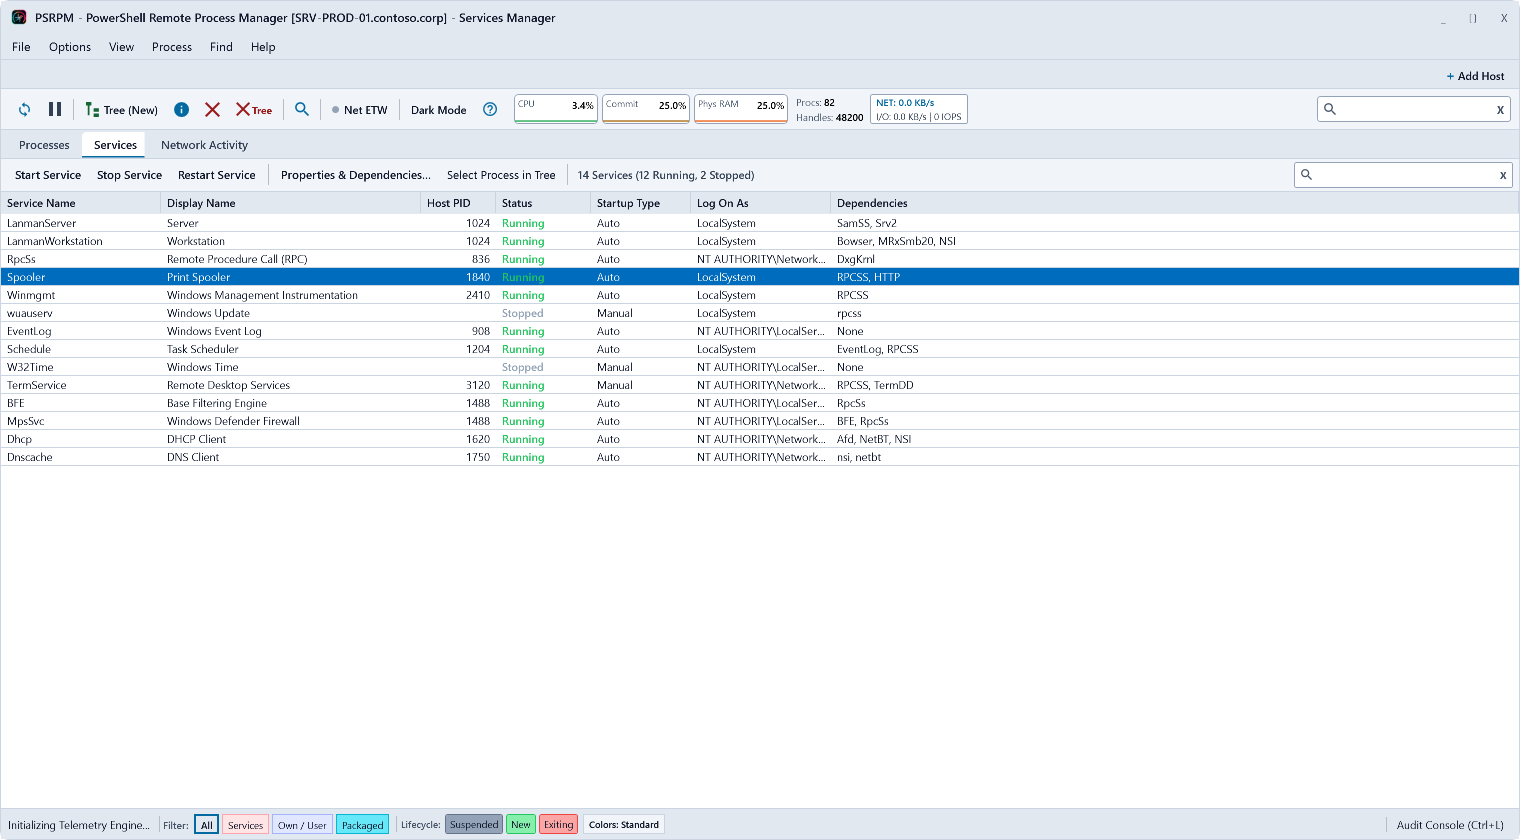 PSRPM - PowerShell Remote Process Manager [SRV-PROD-01.contoso.corp] - Services Manager
_ [] X
File Options View Process Find Help
+ Add Host
Tree (New) Tree Net ETW Dark Mode CPU 3.4% Commit 25.0% Phys RAM 25.0% Procs: 82 NET: 0.0 KB/s X
Handles: 48200 I/O: 0.0 KB/s | 0 IOPS
Processes Services Network Activity
Start Service Stop Service Restart Service Properties & Dependencies... Select Process in Tree 14 Services (12 Running, 2 Stopped) X
Service Name Display Name Host PID Status Startup Type Log On As Dependencies
LanmanServer Server 1024 Running Auto LocalSystem SamSS, Srv2
LanmanWorkstation Workstation 1024 Running Auto LocalSystem Bowser, MRxSmb20, NSI
RpcSs Remote Procedure Call (RPC) 836 Running Auto NT AUTHORITY\Network... DxgKrnl
Spooler Print Spooler 1840 Running Auto LocalSystem RPCSS, HTTP
Winmgmt Windows Management Instrumentation 2410 Running Auto LocalSystem RPCSS
wuauserv Windows Update Stopped Manual LocalSystem rpcss
EventLog Windows Event Log 908 Running Auto NT AUTHORITY\LocalSer... None
Schedule Task Scheduler 1204 Running Auto LocalSystem EventLog, RPCSS
W32Time Windows Time Stopped Manual NT AUTHORITY\LocalSer... None
TermService Remote Desktop Services 3120 Running Manual NT AUTHORITY\Network... RPCSS, TermDD
BFE Base Filtering Engine 1488 Running Auto NT AUTHORITY\LocalSer... RpcSs
MpsSvc Windows Defender Firewall 1488 Running Auto NT AUTHORITY\LocalSer... BFE, RpcSs
Dhcp DHCP Client 1620 Running Auto NT AUTHORITY\Network... Afd, NetBT, NSI
Dnscache DNS Client 1750 Running Auto NT AUTHORITY\Network... nsi, netbt
Initializing Telemetry Engine... Filter: All Services Own / User Packaged Lifecycle: Suspended New Exiting Colors: Standard Audit Console (Ctrl+L)